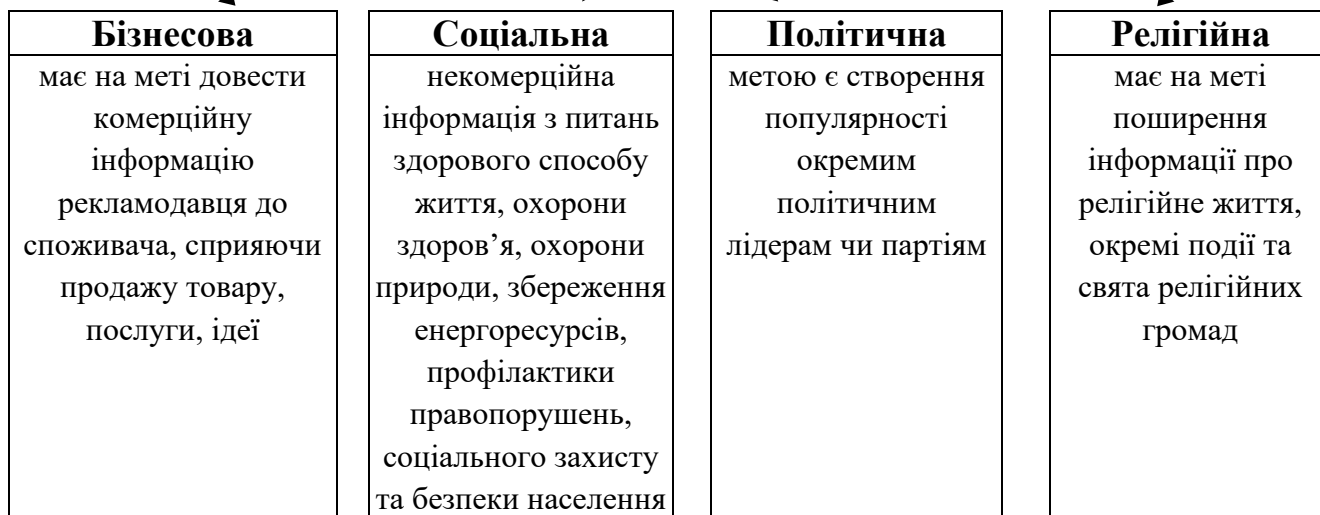 Бізнесова
має на меті довести
комерційну
інформацію
рекламодавця до
споживача, сприяючи
продажу товару,
послуги, ідеї
Соціальна
некомерційна
інформація з питань
здорового способу
життя, охорони
здоров’я, охорони
природи, збереження
енергоресурсів,
профілактики
правопорушень,
соціального захисту
та безпеки населення
Політична
метою є створення
популярності
окремим
політичним
лідерам чи партіям
Релігійна
має на меті
поширення
інформації про
релігійне життя,
окремі події та
свята релігійних
громад